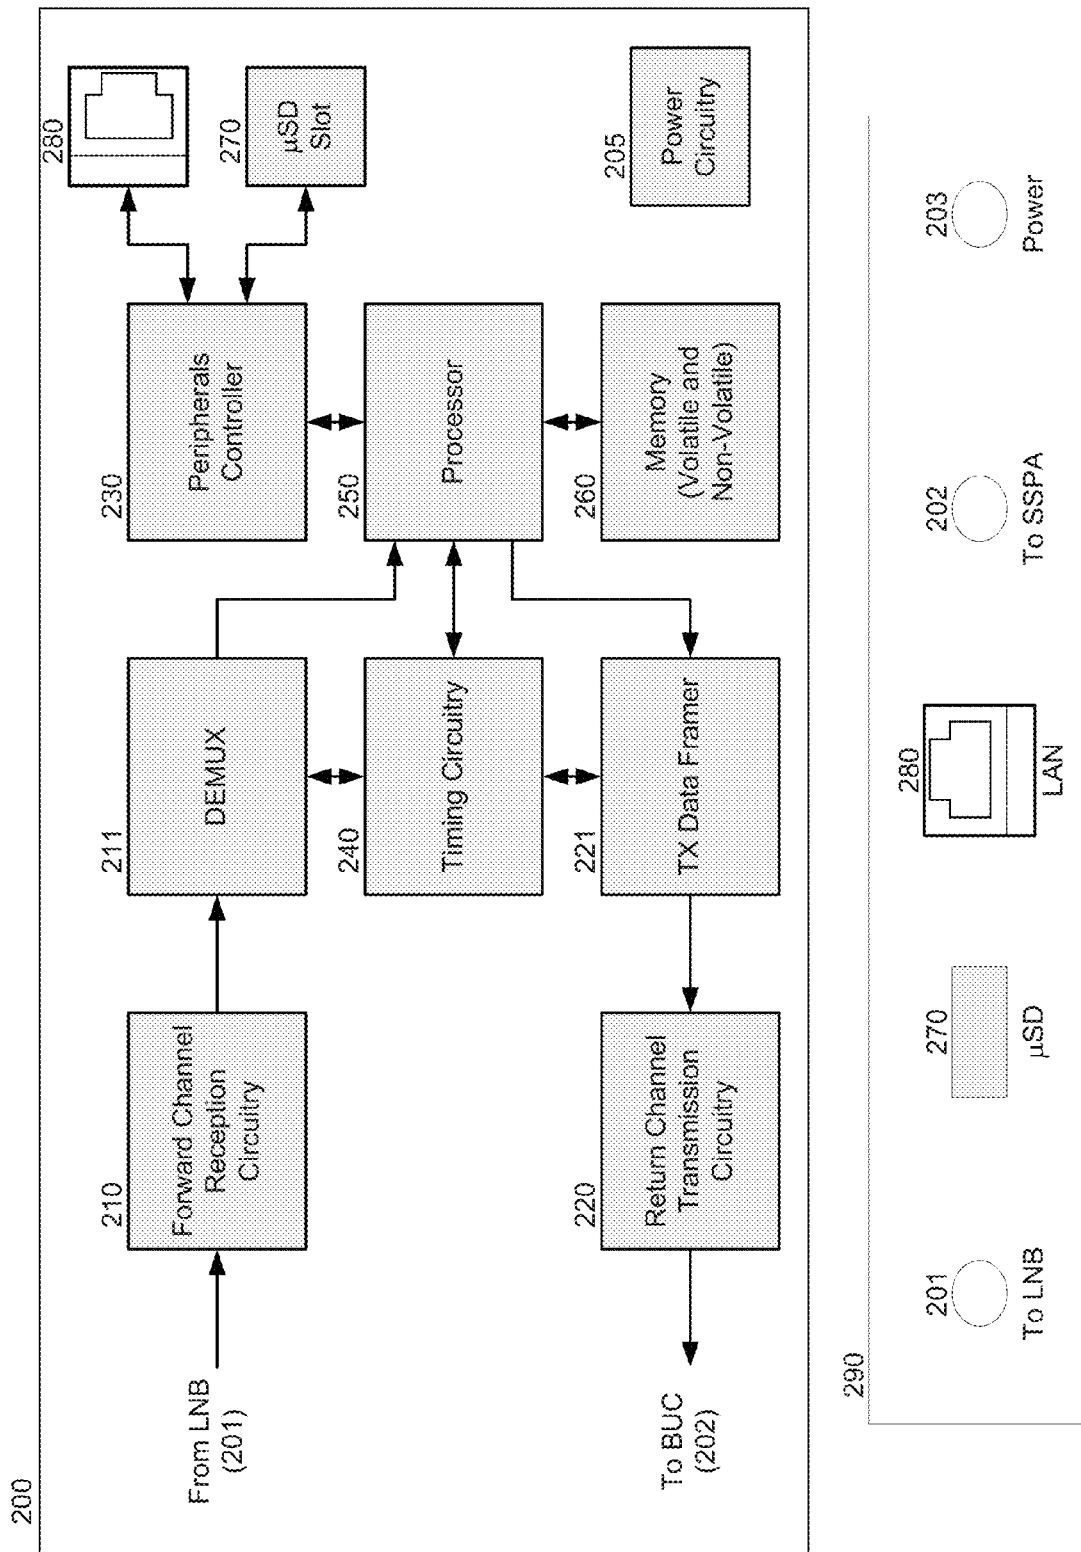 200
From LNB
(201)
210
Forward Channel
Reception
Circuitry
211
DEMUX
230
Peripherals
Controller
280
270
µSD
Slot
240
Timing Circuitry
250
Processor
To BUC
(202)
220
Return Channel
Transmission
Circuitry
221
TX Data Framer
260
Memory
(Volatile and
Non-Volatile)
205
Power
Circuitry
290
201
To LNB
270
µSD
280
LAN
202
To SSPA
203
Power